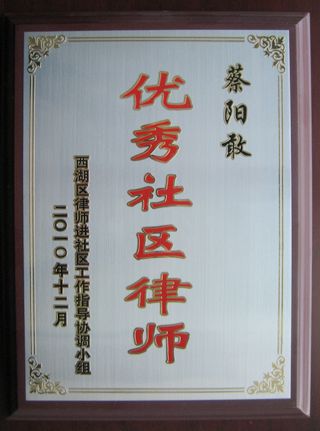 蔡阳敢
优秀社区律师
西湖区律师进社区工作指导协调小组
二〇一〇年十二月